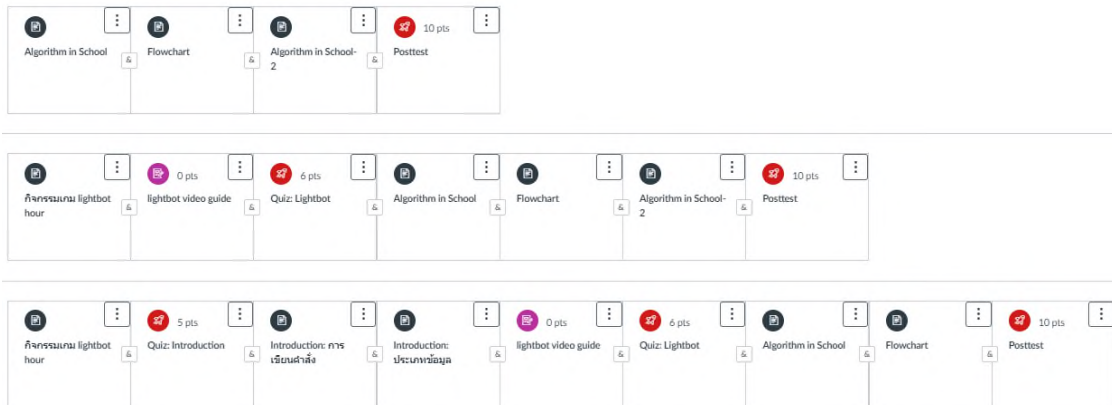 10 pts
Algorithm in School & Flowchart & Algorithm in School- & Posttest
2
0 pts 6 pts 10 pts
กิจกรรมเกม lightbot & lightbot video guide & Quiz: Lightbot & Algorithm in School & Flowchart & Algorithm in School- & Posttest
hour 2
5 pts 0 pts 6 pts 10 pts
กิจกรรมเกม lightbot & Quiz: Introduction & Introduction: การ & Introduction: & lightbot video guide & Quiz: Lightbot & Algorithm in School & Flowchart & Posttest
hour เขียนคำสั่ง ประเภทข้อมูล